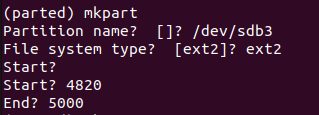 (parted) mkpart
Partition name?  []? /dev/sdb3
File system type?  [ext2]? ext2
Start?
Start? 4820
End? 5000